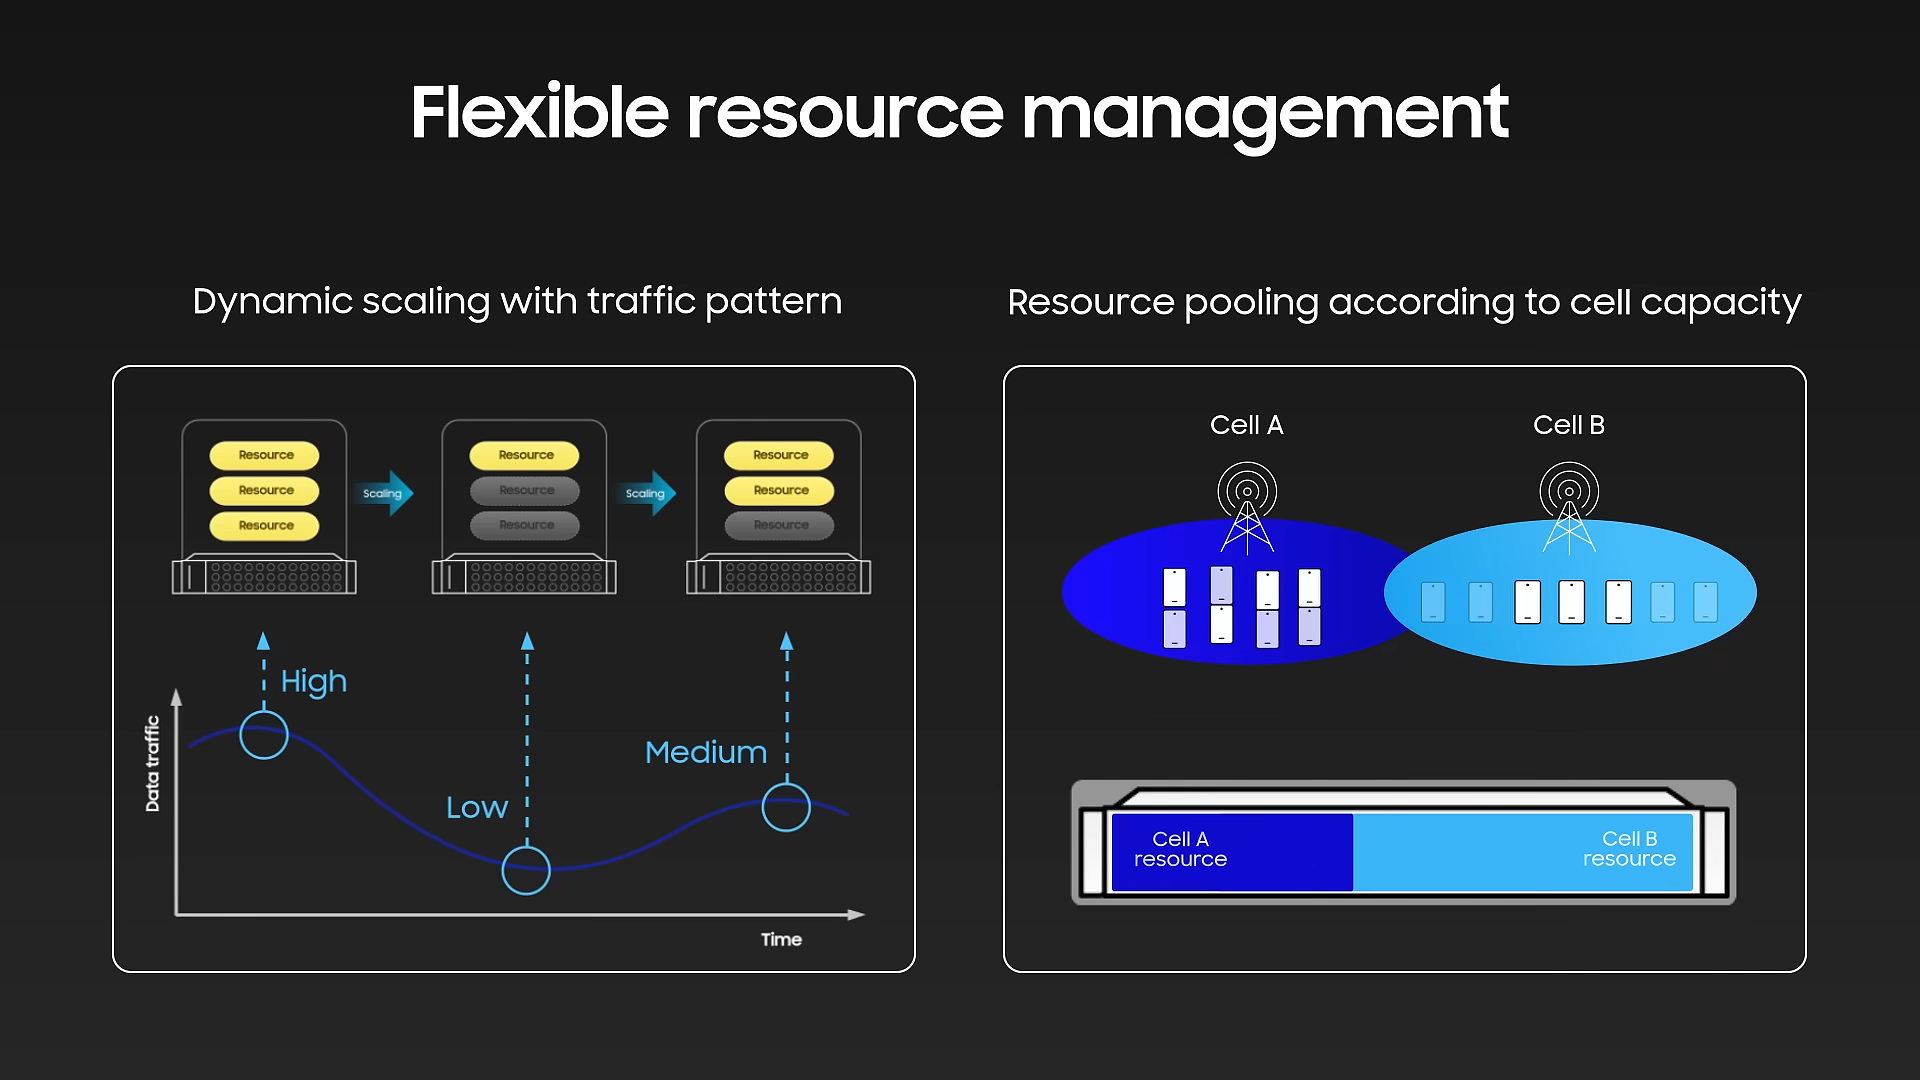 Flexible resource management
Dynamic scaling with traffic pattern
Resource
Resource
Resource
Scaling
Resource
Resource
Resource
Scaling
Resource
Resource
Resource
High
Low
Medium
Data traffic
Time
Resource pooling according to cell capacity
Cell A
Cell B
Cell A
resource
Cell B
resource